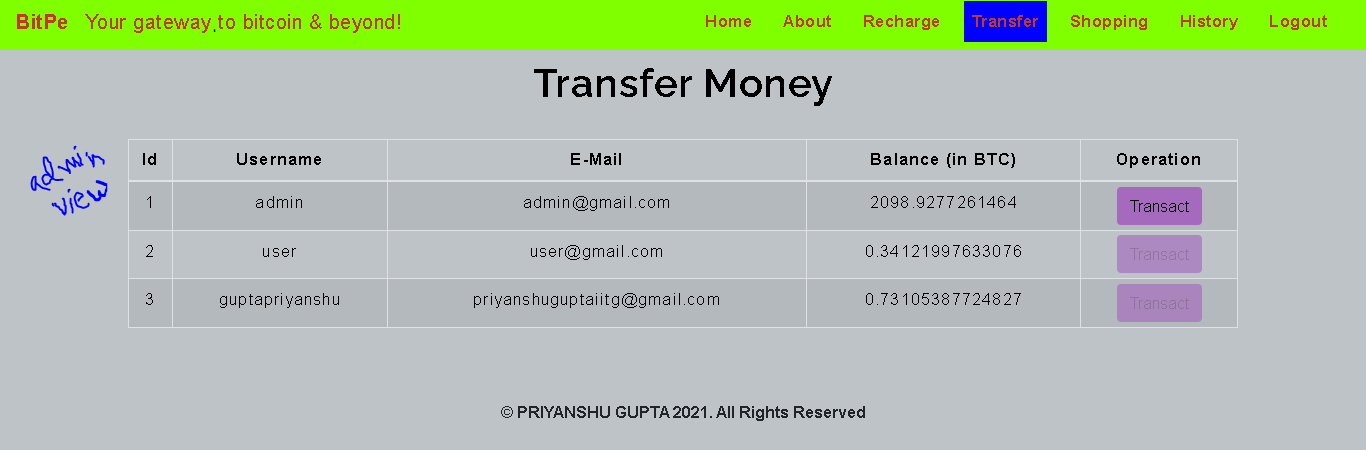 BitPe Your gateway to bitcoin & beyond! Home About Recharge Transfer Shopping History Logout
Transfer Money
admin
view
Id Username E-Mail Balance (in BTC) Operation
1 admin admin@gmail.com 2098.9277261464 Transact
2 user user@gmail.com 0.34121997633076 Transact
3 guptapriyanshu priyanshuguptaiitg@gmail.com 0.73105387724827 Transact
© PRIYANSHU GUPTA 2021. All Rights Reserved